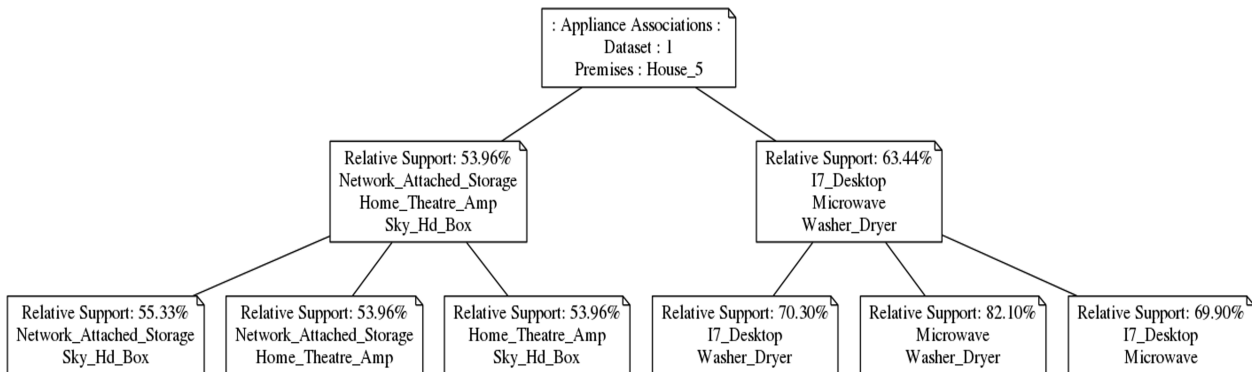 : Appliance Associations :
Dataset : 1
Premises : House_5
Relative Support: 53.96%
Network_Attached_Storage
Home_Theatre_Amp
Sky_Hd_Box
Relative Support: 63.44%
I7_Desktop
Microwave
Washer_Dryer
Relative Support: 55.33%
Network_Attached_Storage
Sky_Hd_Box
Relative Support: 53.96%
Network_Attached_Storage
Home_Theatre_Amp
Relative Support: 53.96%
Home_Theatre_Amp
Sky_Hd_Box
Relative Support: 70.30%
I7_Desktop
Washer_Dryer
Relative Support: 82.10%
Microwave
Washer_Dryer
Relative Support: 69.90%
I7_Desktop
Microwave